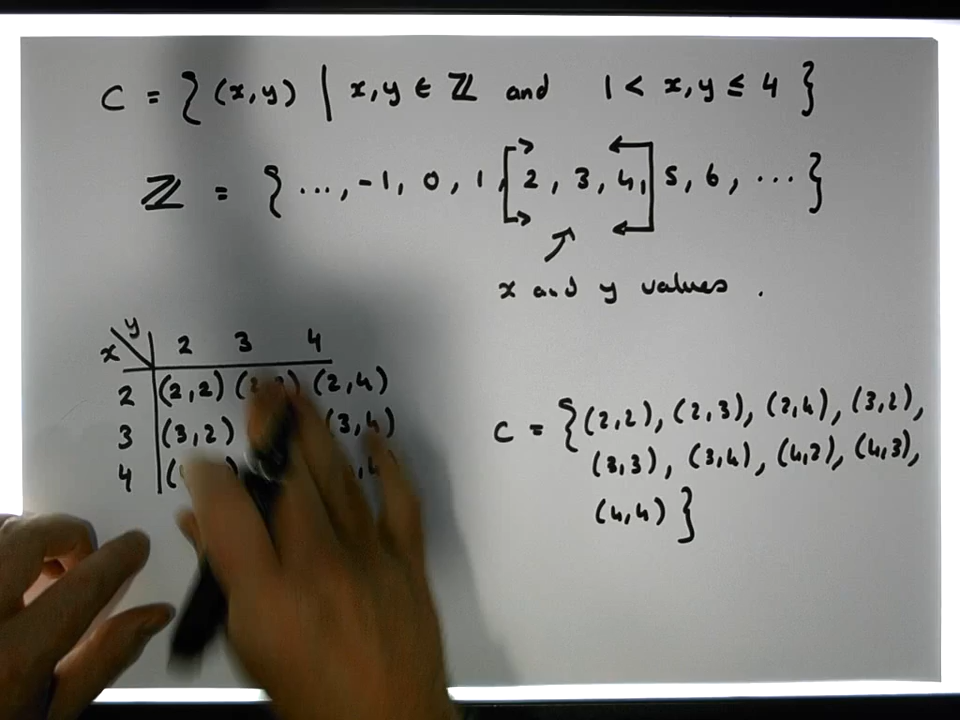 C = { (x,y) | x,y ∈ ℤ and 1 < x,y ≤ 4 }
ℤ = { ..., -1, 0, 1, [ 2, 3, 4, ] 5, 6, ... }
x and y values .
x \ y | 2 3 4
2 | (2,2) (2,3) (2,4)
3 | (3,2) (3,4)
4
C = { (2,2), (2,3), (2,4), (3,2),
(3,3), (3,4), (4,2), (4,3),
(4,4) }